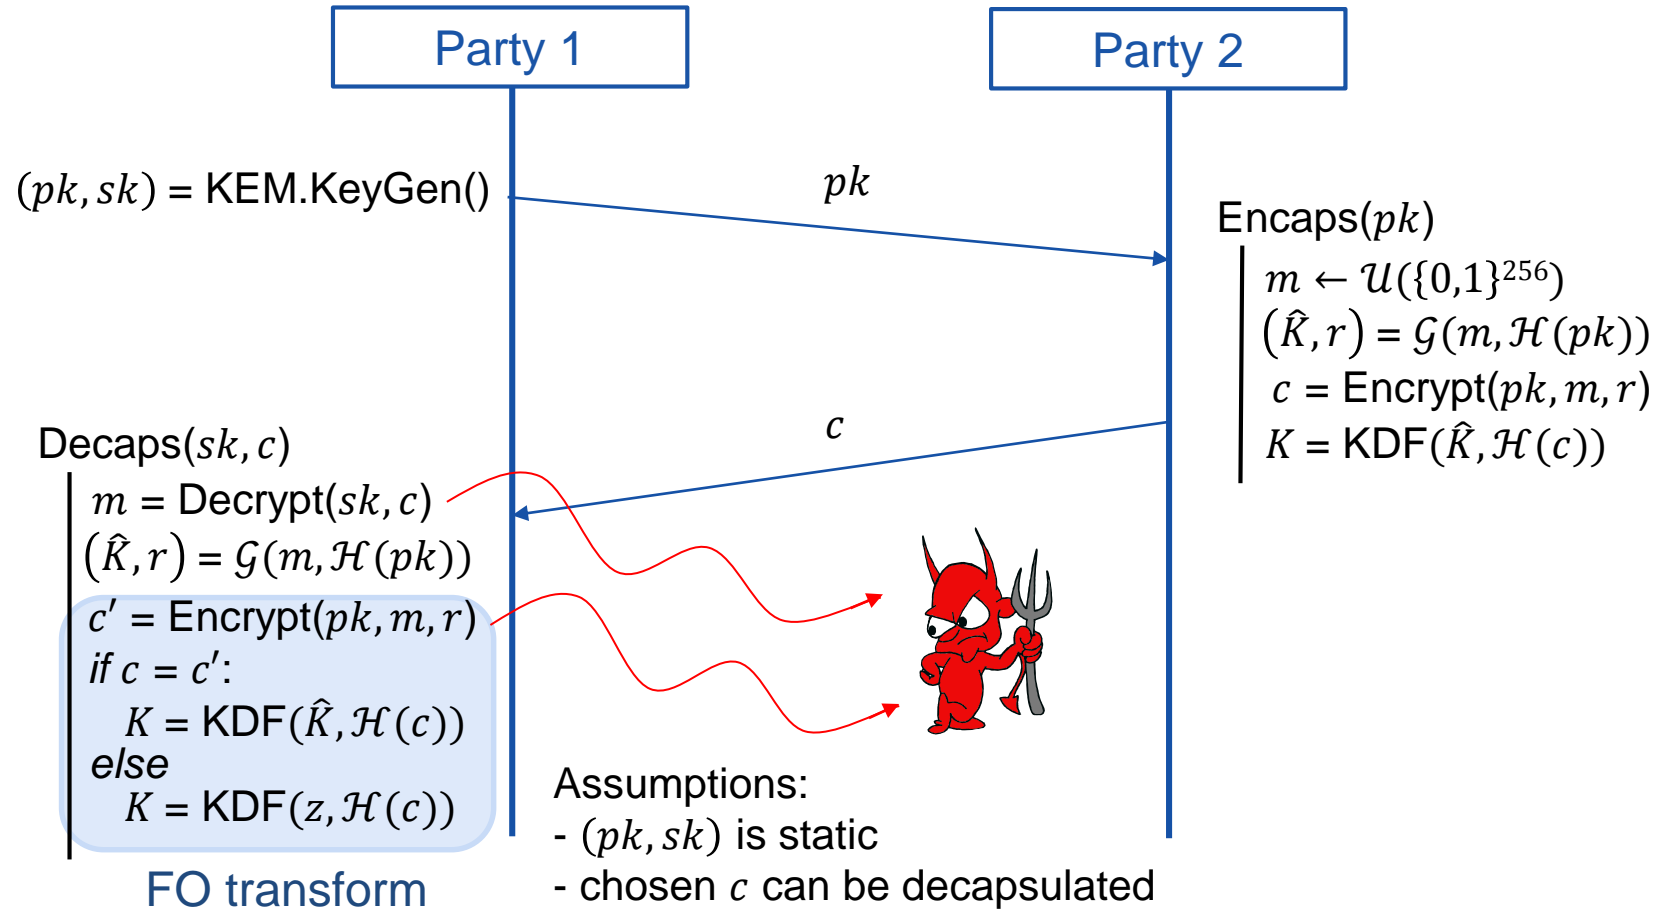 Party 1
Party 2
(pk, sk) = KEM.KeyGen()
pk
Encaps(pk)
m ← 𝒰({0,1}²⁵⁶)
(K̂, r) = 𝒢(m, ℋ(pk))
c = Encrypt(pk, m, r)
K = KDF(K̂, ℋ(c))
c
Decaps(sk, c)
m = Decrypt(sk, c)
(K̂, r) = 𝒢(m, ℋ(pk))
c′ = Encrypt(pk, m, r)
if c = c′:
K = KDF(K̂, ℋ(c))
else
K = KDF(z, ℋ(c))
FO transform
Assumptions:
- (pk, sk) is static
- chosen c can be decapsulated